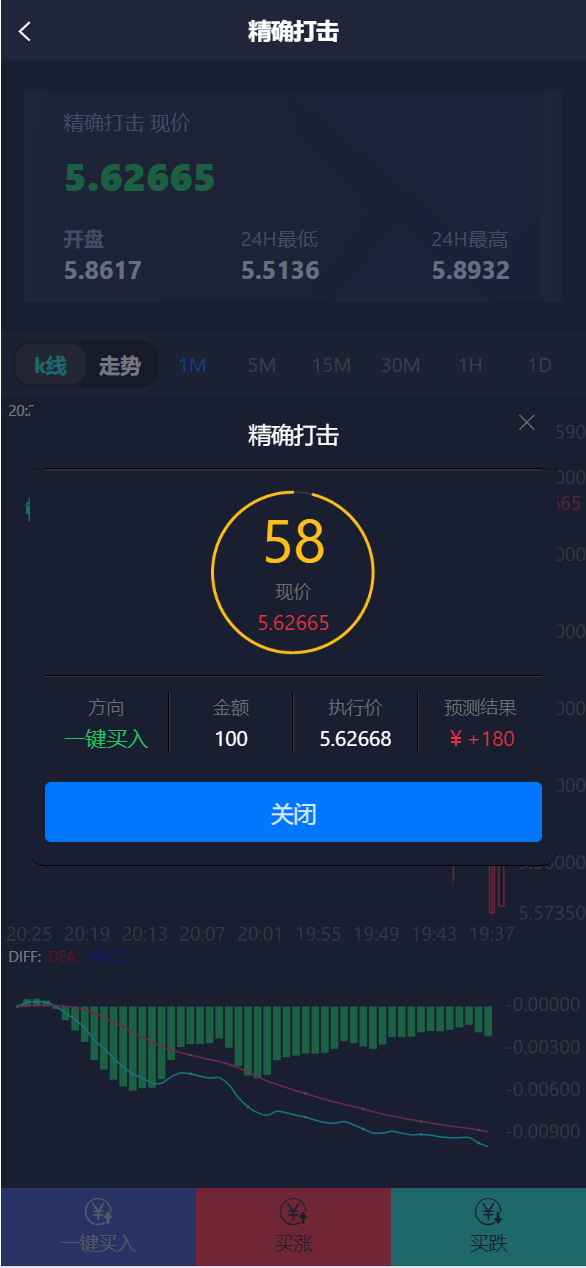 精确打击
精确打击 现价
5.62665
开盘 24H最低 24H最高
5.8617 5.5136 5.8932
k线 走势 1M 5M 15M 30M 1H 1D
精确打击
58
现价
5.62665
方向 金额 执行价 预测结果
一键买入 100 5.62668 ¥ +180
关闭
5.57350
20:25 20:19 20:13 20:07 20:01 19:55 19:49 19:43 19:37
DIFF: DEA: MACD:
-0.00000
-0.00300
-0.00600
-0.00900
一键买入 买涨 买跌